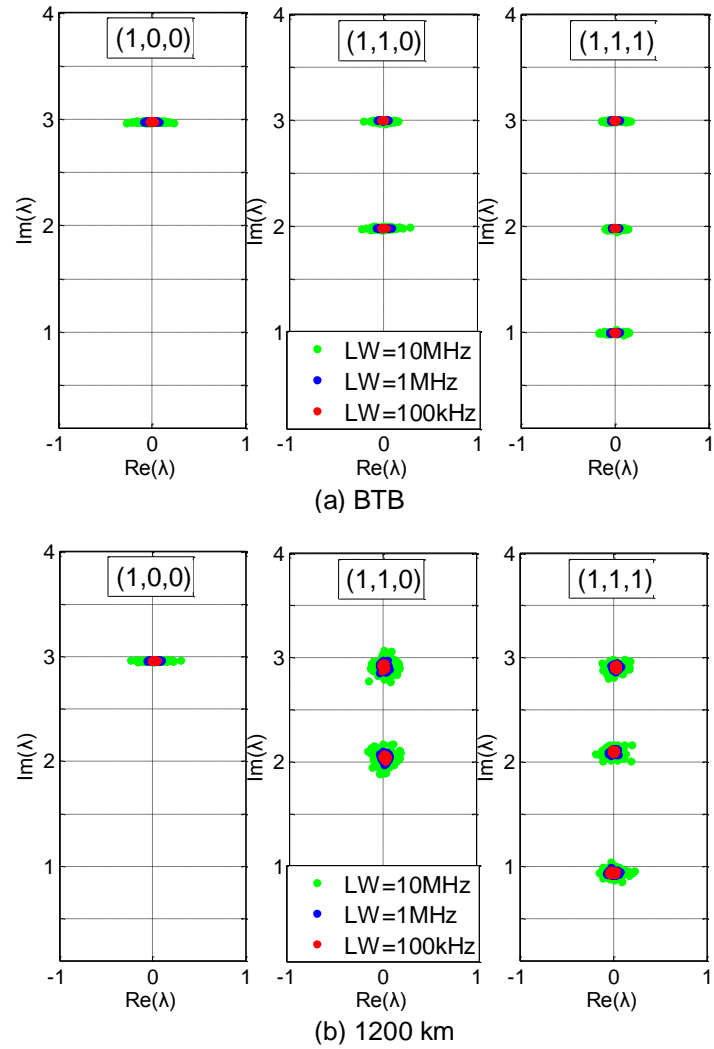 (1,0,0) (1,1,0) (1,1,1)
4 4 4
3 3 3
Im(λ) Im(λ) Im(λ)
2 2 2
1 1 1
LW=10MHz
LW=1MHz
LW=100kHz
-1 0 1 -1 0 1 -1 0 1
Re(λ) Re(λ) Re(λ)
(a) BTB
(1,0,0) (1,1,0) (1,1,1)
4 4 4
3 3 3
Im(λ) Im(λ) Im(λ)
2 2 2
1 1 1
LW=10MHz
LW=1MHz
LW=100kHz
-1 0 1 -1 0 1 -1 0 1
Re(λ) Re(λ) Re(λ)
(b) 1200 km